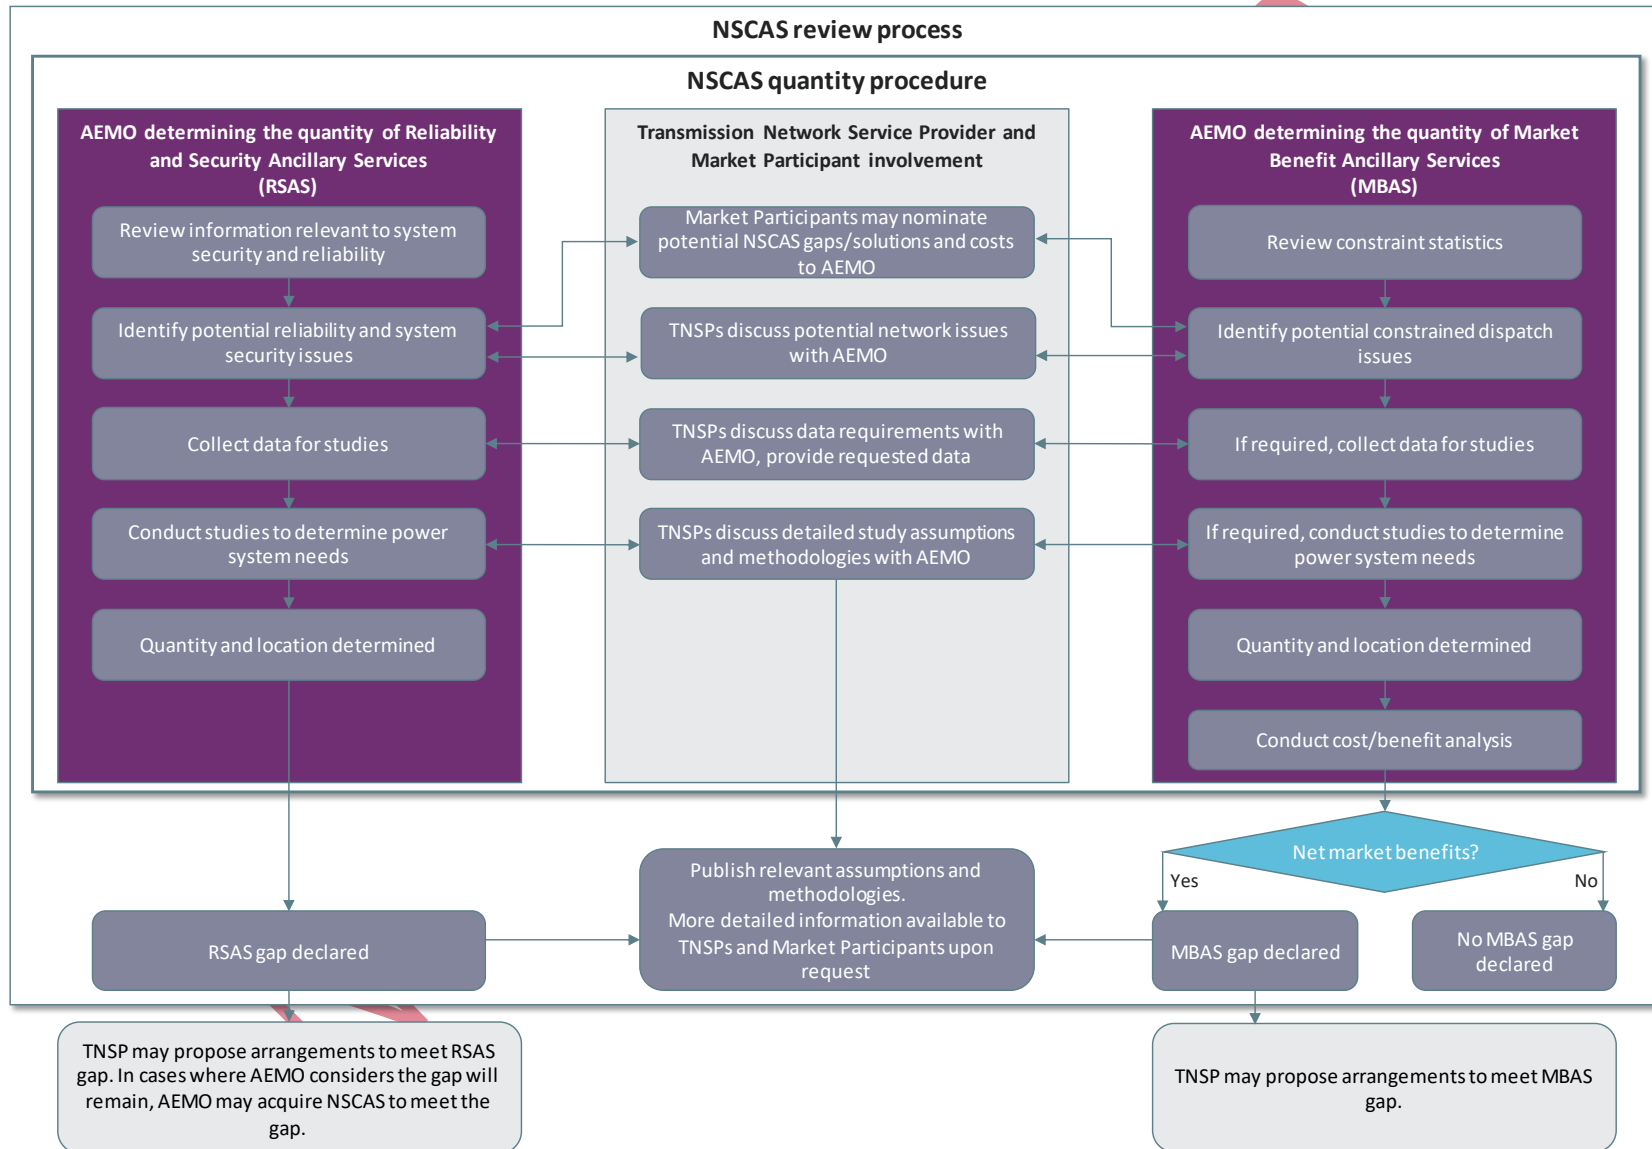 NSCAS review process
NSCAS quantity procedure
AEMO determining the quantity of Reliability
and Security Ancillary Services
(RSAS)
Review information relevant to system
security and reliability
Identify potential reliability and system
security issues
Collect data for studies
Conduct studies to determine power
system needs
Quantity and location determined
Transmission Network Service Provider and
Market Participant involvement
Market Participants may nominate
potential NSCAS gaps/solutions and costs
to AEMO
TNSPs discuss potential network issues
with AEMO
TNSPs discuss data requirements with
AEMO, provide requested data
TNSPs discuss detailed study assumptions
and methodologies with AEMO
AEMO determining the quantity of Market
Benefit Ancillary Services
(MBAS)
Review constraint statistics
Identify potential constrained dispatch
issues
If required, collect data for studies
If required, conduct studies to determine
power system needs
Quantity and location determined
Conduct cost/benefit analysis
Net market benefits?
Yes
No
RSAS gap declared
Publish relevant assumptions and
methodologies.
More detailed information available to
TNSPs and Market Participants upon
request
MBAS gap declared
No MBAS gap
declared
TNSP may propose arrangements to meet RSAS
gap. In cases where AEMO considers the gap will
remain, AEMO may acquire NSCAS to meet the
gap.
TNSP may propose arrangements to meet MBAS
gap.